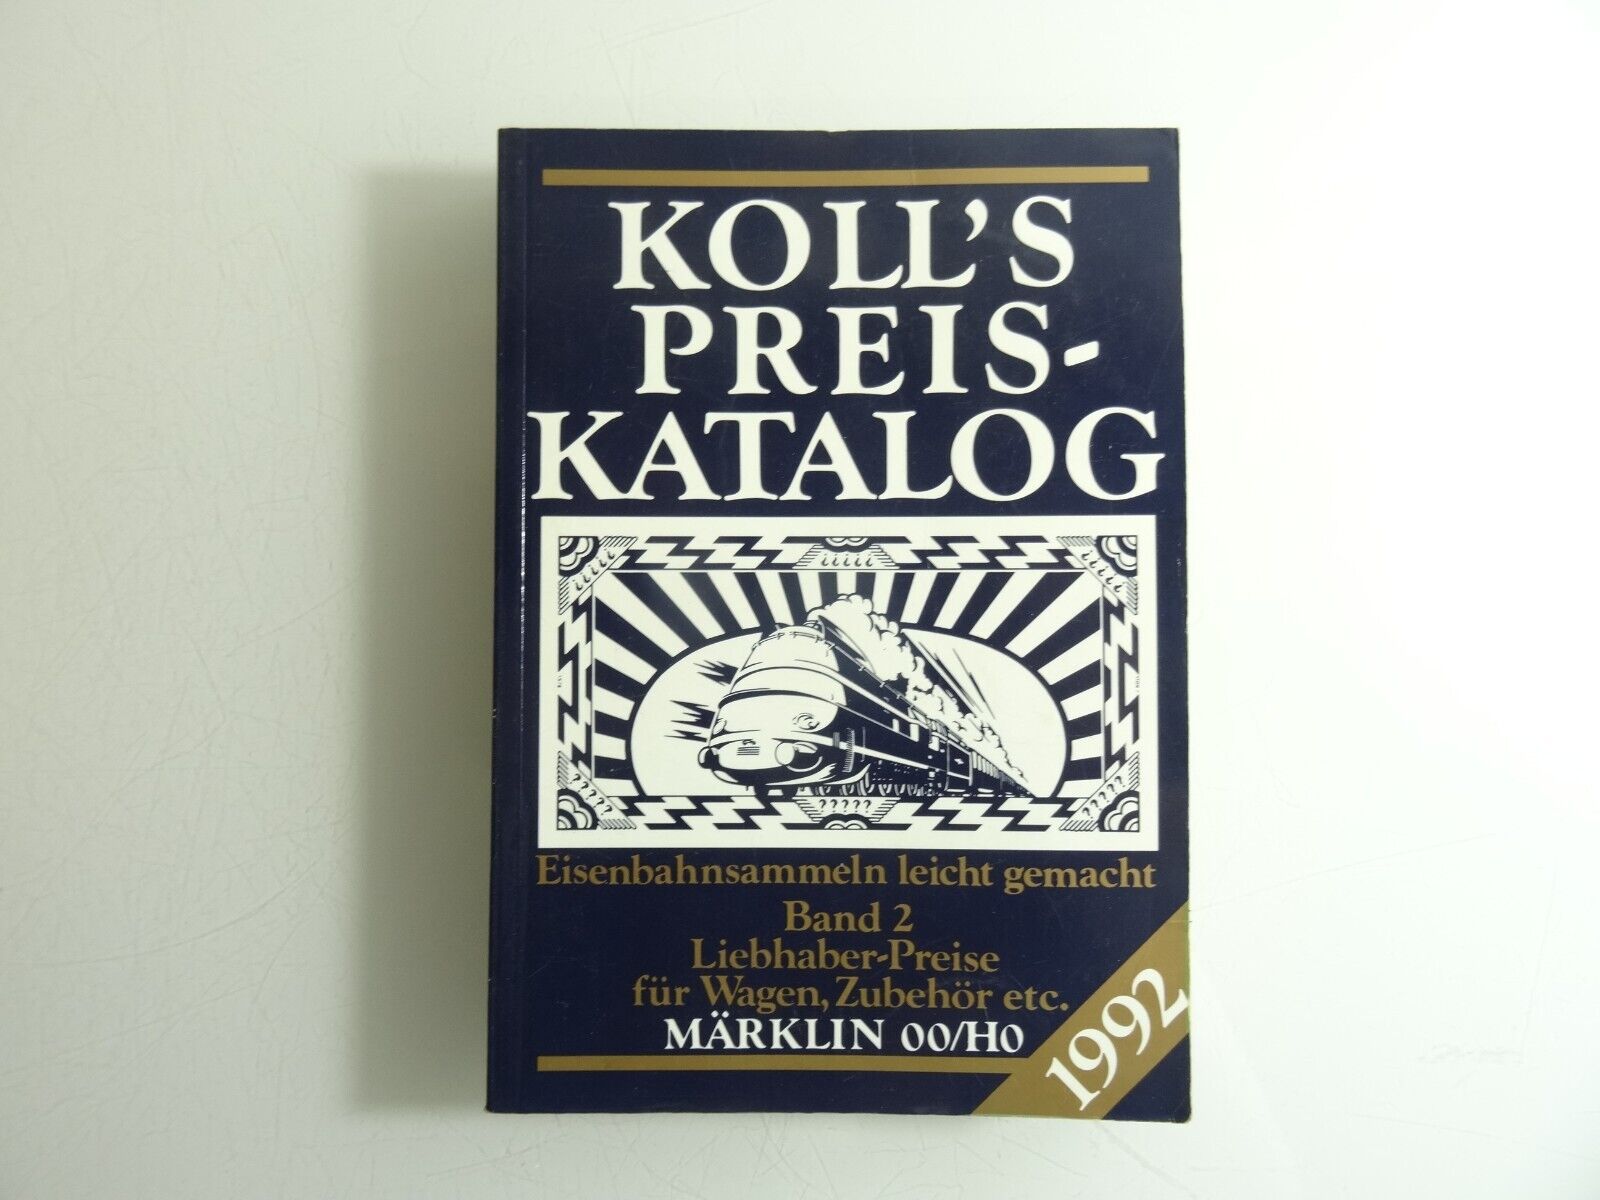 KOLL'S
PREIS-
KATALOG
¿¿¿¿¿
¿¿¿¿¿
¿¿¿¿¿
?????
?????
?????
Eisenbahnsammeln leicht gemacht
Band 2
Liebhaber-Preise
für Wagen, Zubehör etc.
MÄRKLIN 00/H0
1992